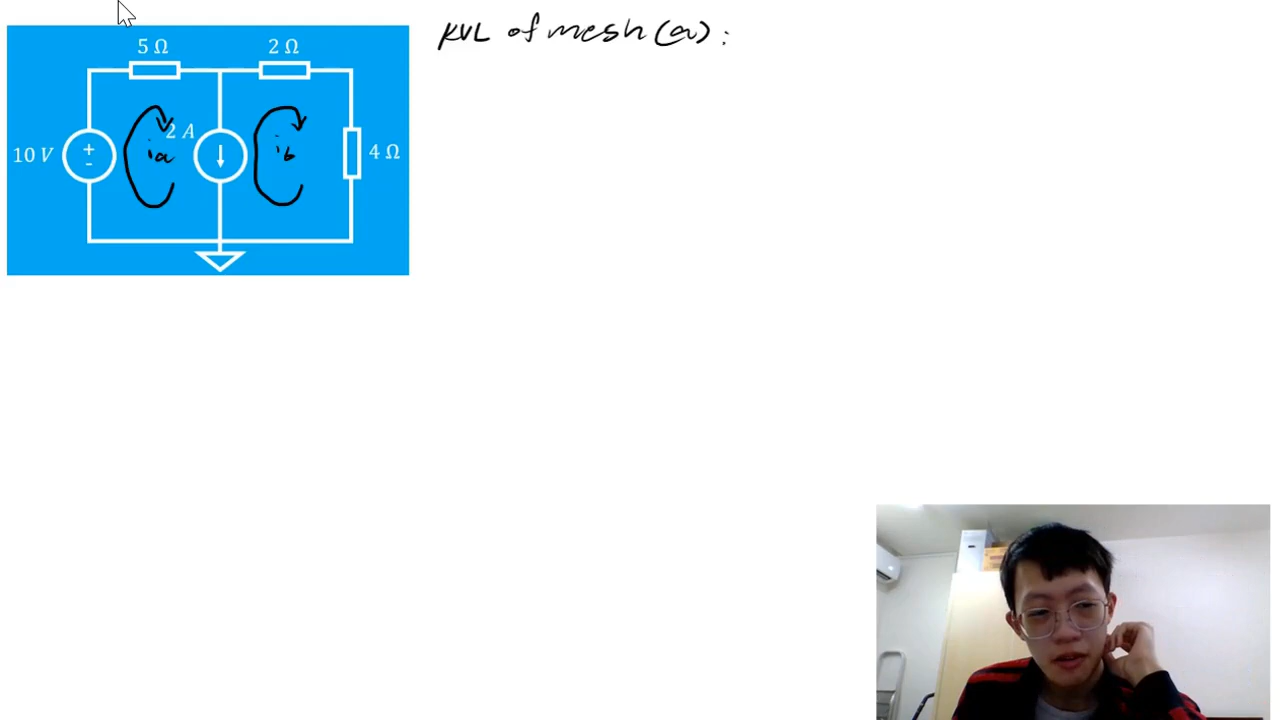 KVL of mesh (a) :
5 Ω
2 Ω
10 V
+
-
ia
2 A
ib
4 Ω